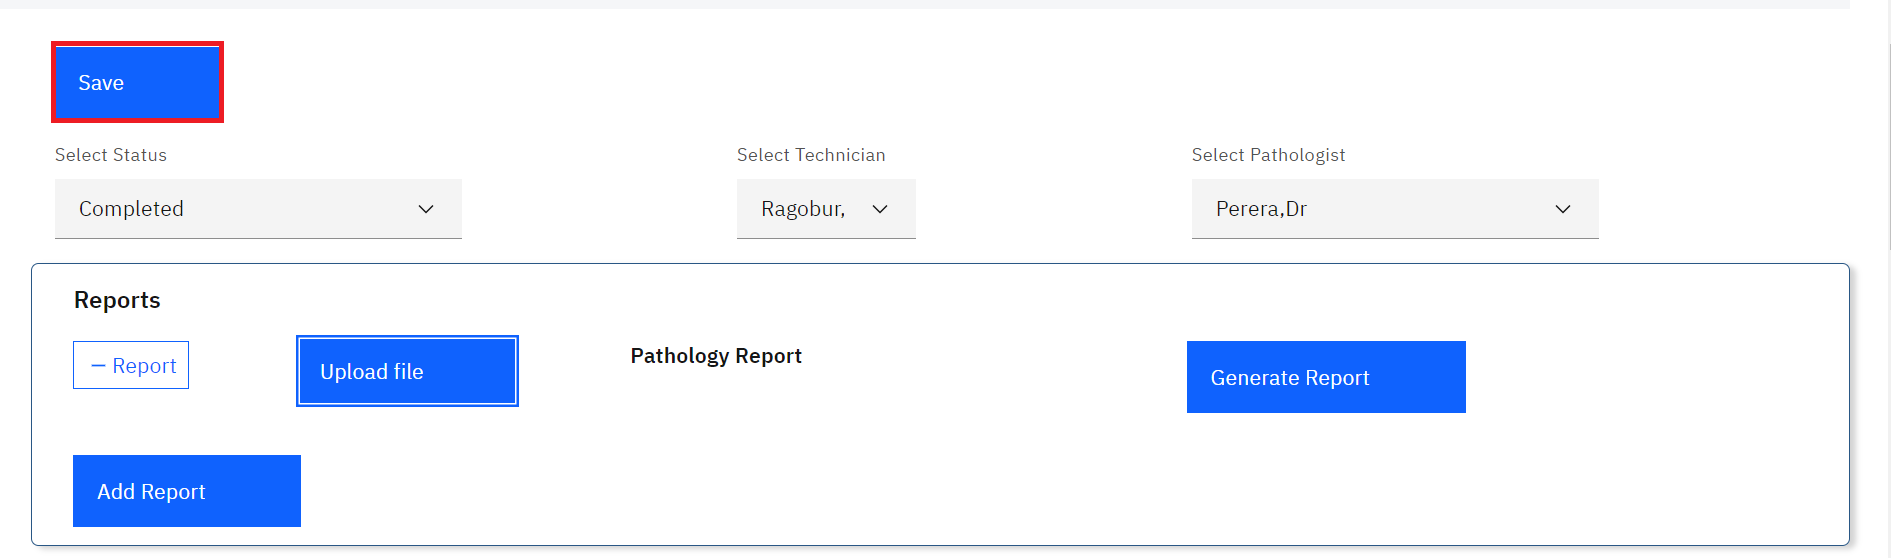 Save
Select Status
Select Technician
Select Pathologist
Completed
Ragobur,
Perera,Dr
Reports
— Report
Upload file
Pathology Report
Generate Report
Add Report